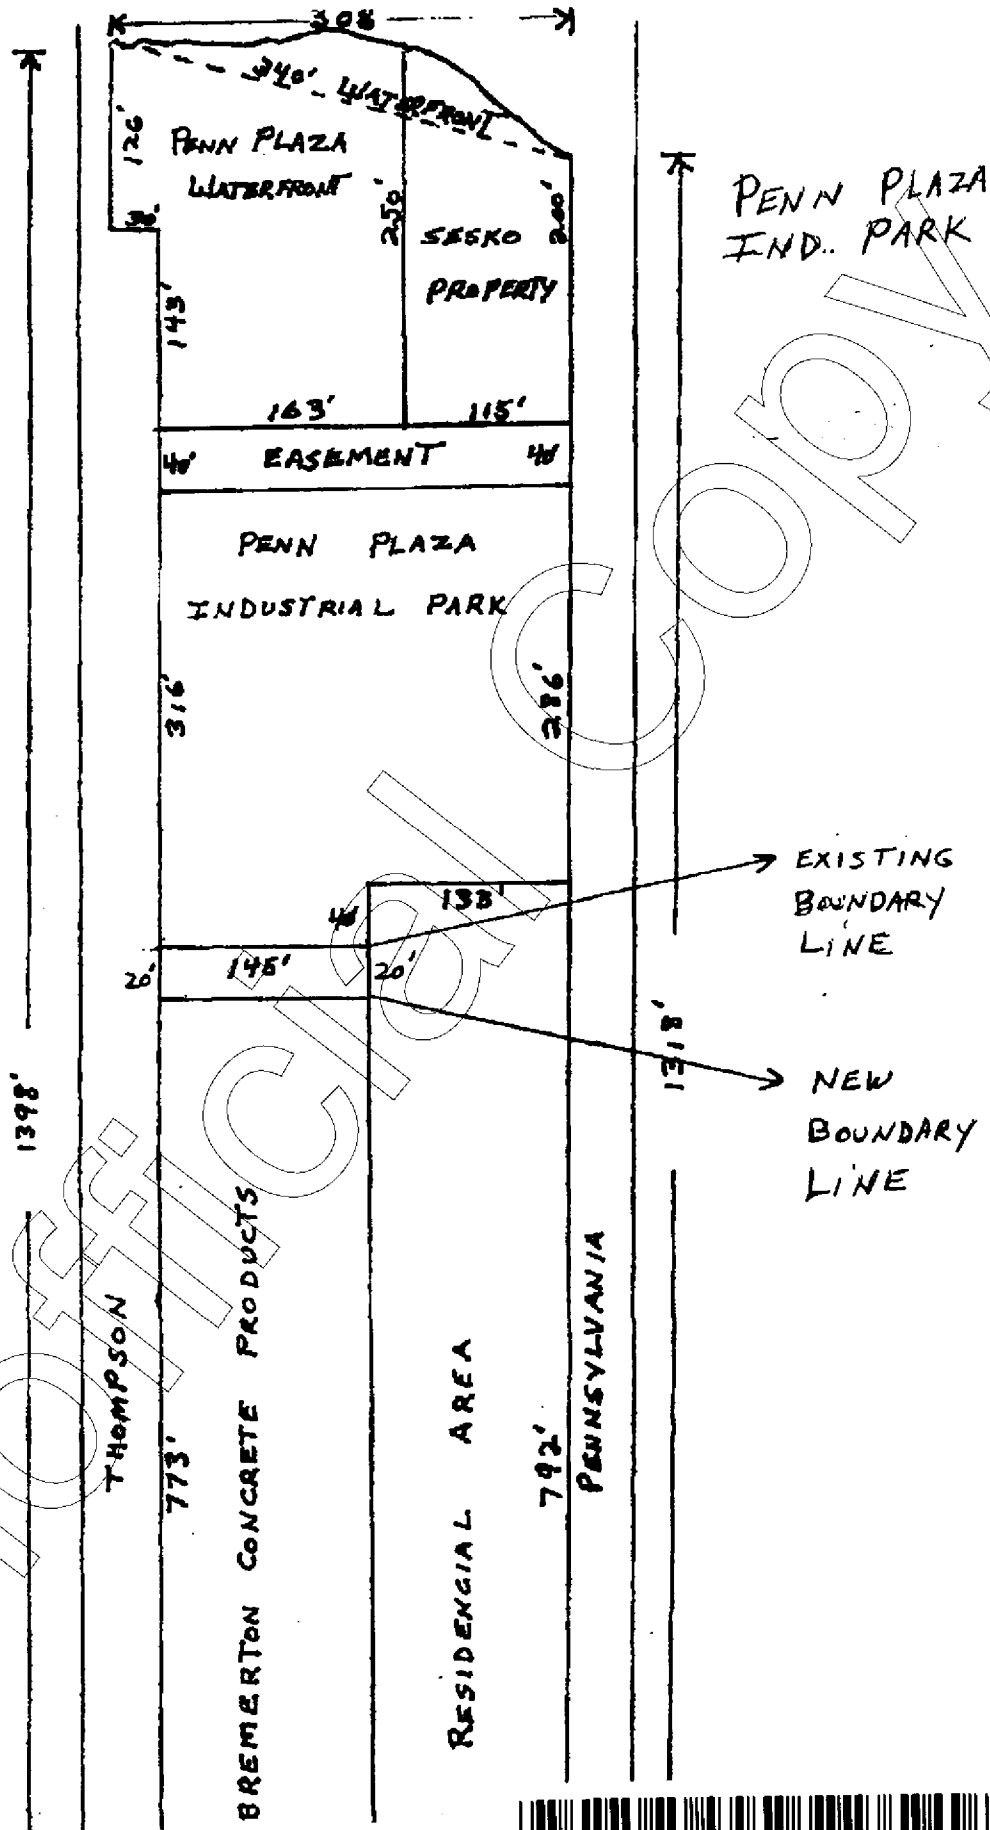 308
340' WATERFRONT
126'
PENN PLAZA
WATERFRONT
30'
250'
200'
SESKO
PROPERTY
PENN PLAZA
IND.. PARK
143'
163'
115'
40'
EASEMENT
40'
PENN PLAZA
INDUSTRIAL PARK
316'
286'
133'
40'
EXISTING
BOUNDARY
LINE
20'
145'
20'
1398'
1318'
NEW
BOUNDARY
LINE
THOMPSON
773'
BREMERTON CONCRETE PRODUCTS
RESIDENCIAL AREA
792'
PENNSYLVANIA
official Copy